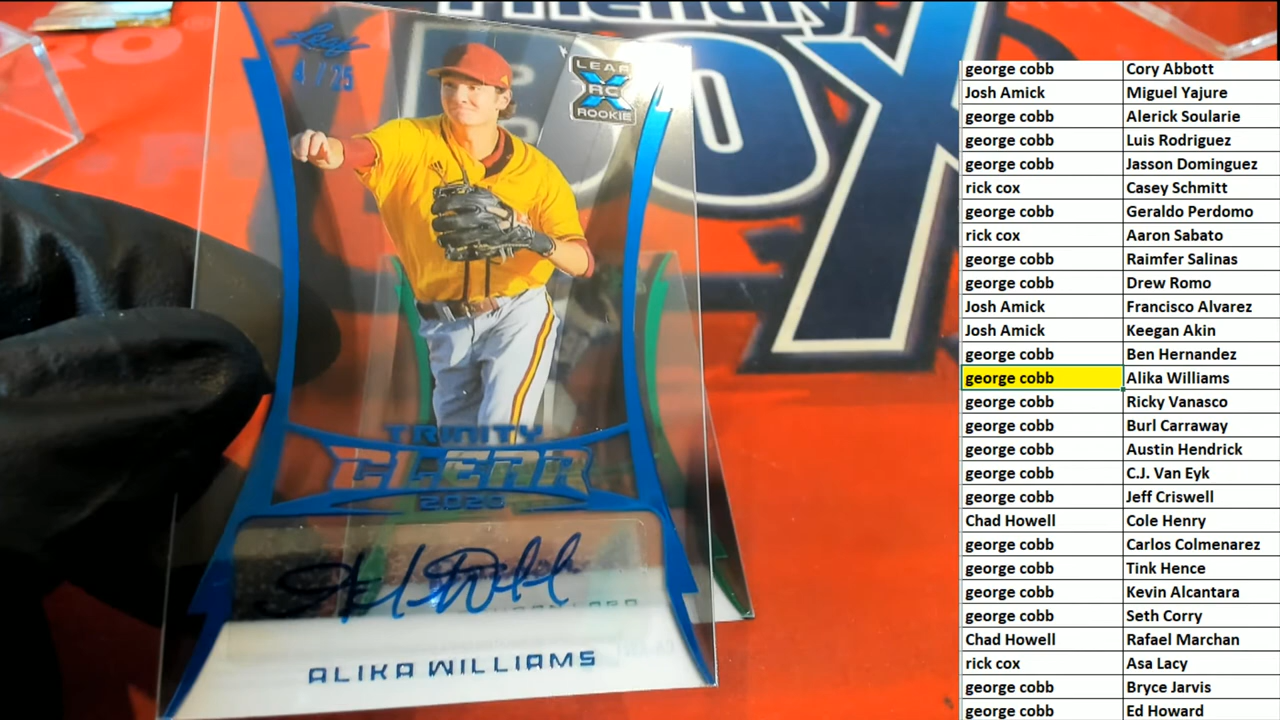 Friendly
BOX
Leaf
4 / 25
LEAF
RC
ROOKIE
TRINITY
CLEAR
2020
ALIKA WILLIAMS
george cobb Cory Abbott
Josh Amick Miguel Yajure
george cobb Alerick Soularie
george cobb Luis Rodriguez
george cobb Jasson Dominguez
rick cox Casey Schmitt
george cobb Geraldo Perdomo
rick cox Aaron Sabato
george cobb Raimfer Salinas
george cobb Drew Romo
Josh Amick Francisco Alvarez
Josh Amick Keegan Akin
george cobb Ben Hernandez
george cobb Alika Williams
george cobb Ricky Vanasco
george cobb Burl Carraway
george cobb Austin Hendrick
george cobb C.J. Van Eyk
george cobb Jeff Criswell
Chad Howell Cole Henry
george cobb Carlos Colmenarez
george cobb Tink Hence
george cobb Kevin Alcantara
george cobb Seth Corry
Chad Howell Rafael Marchan
rick cox Asa Lacy
george cobb Bryce Jarvis
george cobb Ed Howard